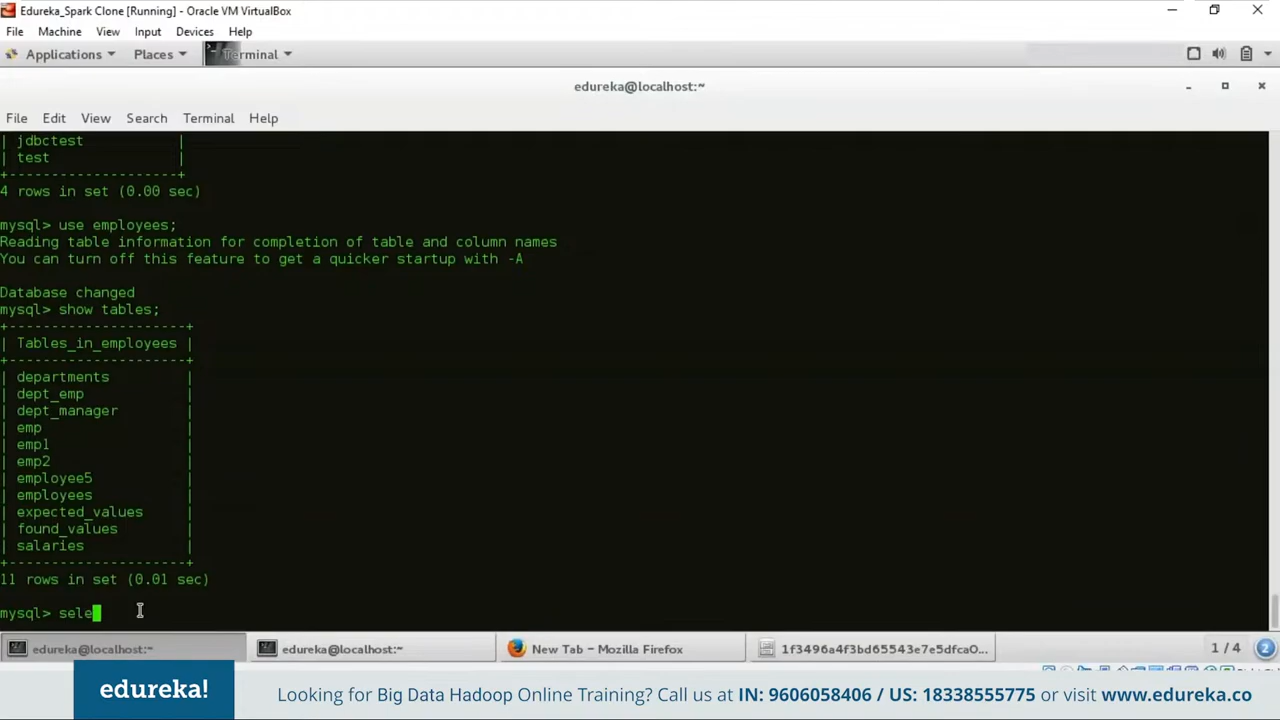 Edureka_Spark Clone [Running] - Oracle VM VirtualBox
File Machine View Input Devices Help
Applications Places Terminal
edureka@localhost:~
File Edit View Search Terminal Help
| jdbctest |
| test |
+--------------------+
4 rows in set (0.00 sec)
mysql> use employees;
Reading table information for completion of table and column names
You can turn off this feature to get a quicker startup with -A
Database changed
mysql> show tables;
+---------------------+
| Tables_in_employees |
+---------------------+
| departments |
| dept_emp |
| dept_manager |
| emp |
| emp1 |
| emp2 |
| employee5 |
| employees |
| expected_values |
| found_values |
| salaries |
+---------------------+
11 rows in set (0.01 sec)
mysql> sele
edureka@localhost:~ edureka@localhost:~ New Tab - Mozilla Firefox 1f3496a4f3bd65543e7e5dfca0... 1 / 4 2
edureka! Looking for Big Data Hadoop Online Training? Call us at IN: 9606058406 / US: 18338555775 or visit www.edureka.co